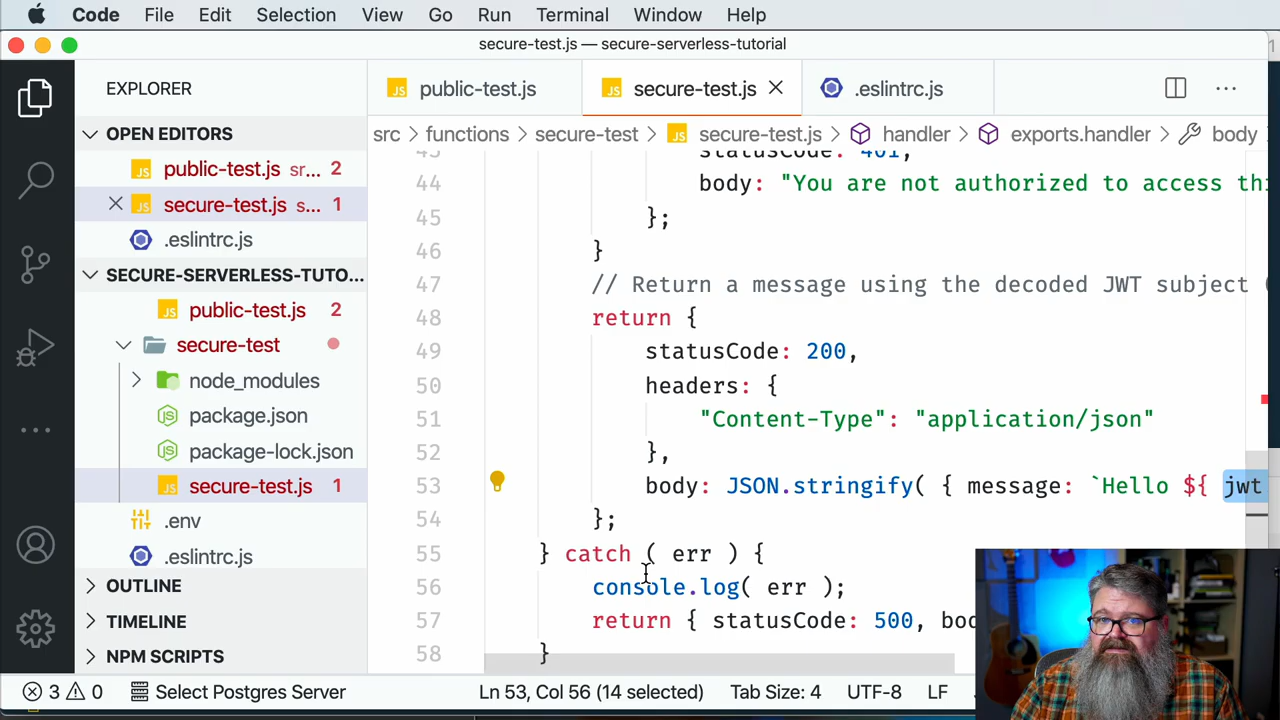 Code File Edit Selection View Go Run Terminal Window Help
secure-test.js — secure-serverless-tutorial
EXPLORER
OPEN EDITORS
public-test.js sr... 2
secure-test.js s... 1
.eslintrc.js
SECURE-SERVERLESS-TUTO...
public-test.js 2
secure-test
node_modules
package.json
package-lock.json
secure-test.js 1
.env
.eslintrc.js
OUTLINE
TIMELINE
NPM SCRIPTS
public-test.js secure-test.js .eslintrc.js
src > functions > secure-test > secure-test.js > handler > exports.handler > body
statusCode: 401,
44 body: "You are not authorized to access thi
45 };
46 }
47 // Return a message using the decoded JWT subject (
48 return {
49 statusCode: 200,
50 headers: {
51 "Content-Type": "application/json"
52 },
53 body: JSON.stringify( { message: `Hello ${ jwt
54 };
55 } catch ( err ) {
56 console.log( err );
57 return { statusCode: 500, bo
58 }
3 0 Select Postgres Server Ln 53, Col 56 (14 selected) Tab Size: 4 UTF-8 LF